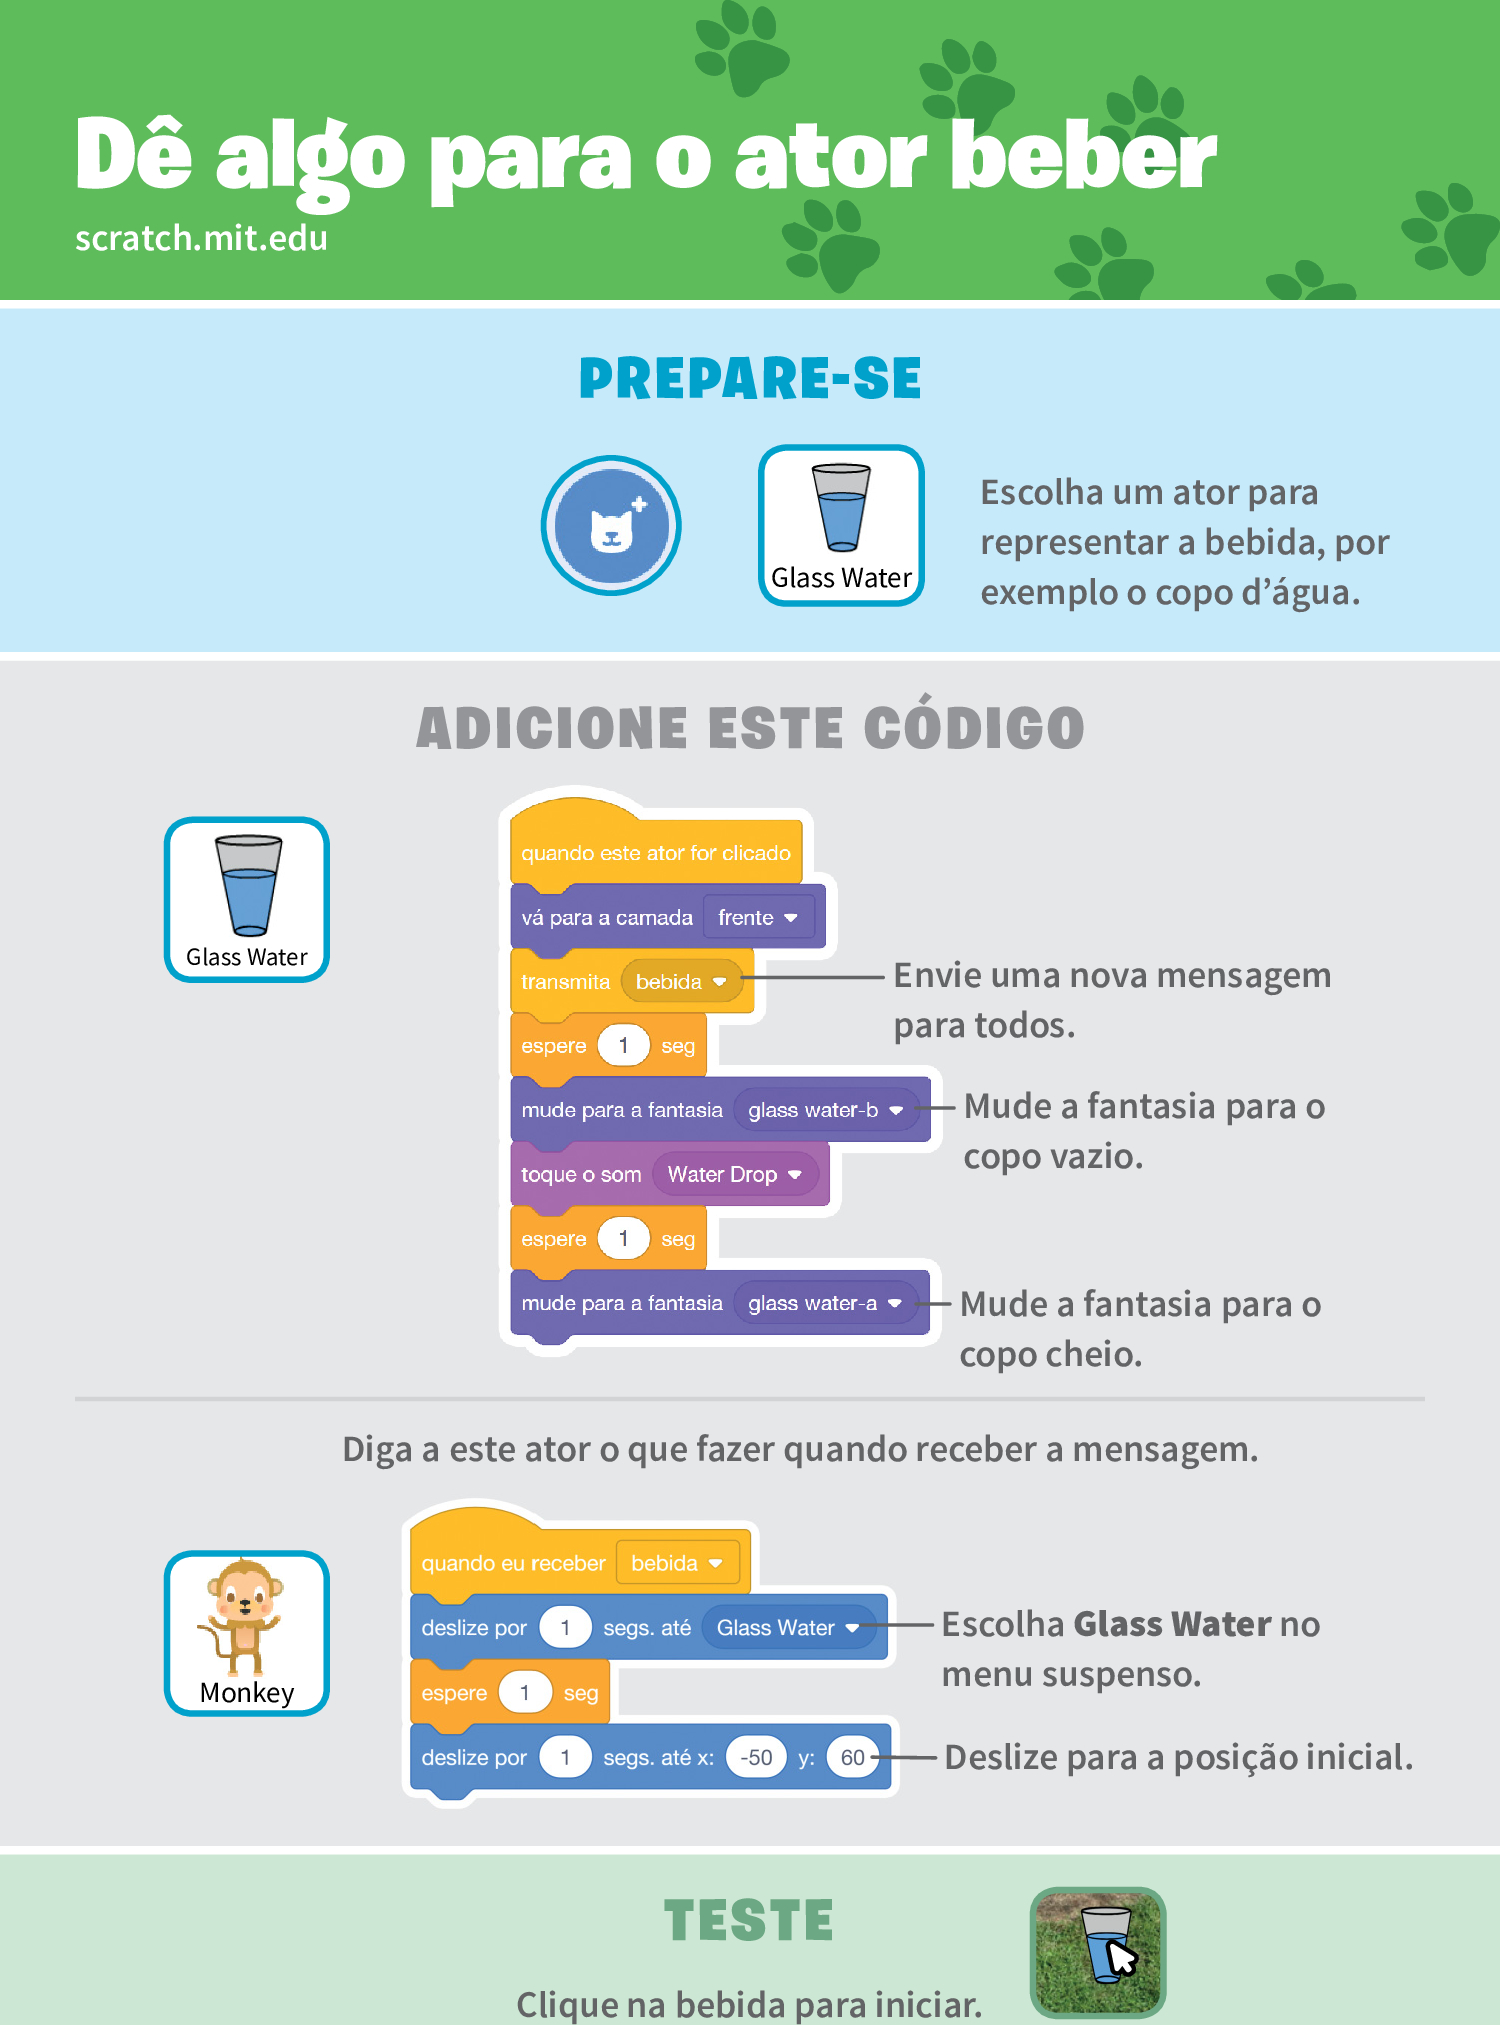 Dê algo para o ator beber
scratch.mit.edu
PREPARE-SE
Glass Water
Escolha um ator para
representar a bebida, por
exemplo o copo d’água.
ADICIONE ESTE CÓDIGO
Glass Water
quando este ator for clicado
vá para a camada frente
transmita bebida
Envie uma nova mensagem
para todos.
espere 1 seg
mude para a fantasia glass water-b
Mude a fantasia para o
copo vazio.
toque o som Water Drop
espere 1 seg
mude para a fantasia glass water-a
Mude a fantasia para o
copo cheio.
Diga a este ator o que fazer quando receber a mensagem.
Monkey
quando eu receber bebida
deslize por 1 segs. até Glass Water
Escolha Glass Water no
menu suspenso.
espere 1 seg
deslize por 1 segs. até x: -50 y: 60
Deslize para a posição inicial.
TESTE
Clique na bebida para iniciar.